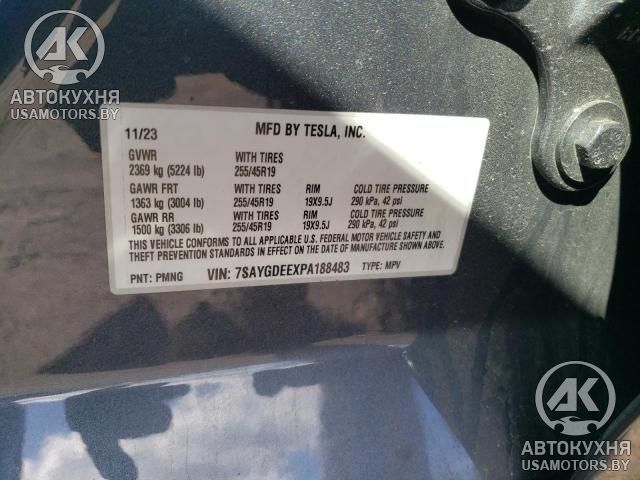 АК
АВТОКУХНЯ
USAMOTORS.BY
11/23 MFD BY TESLA, INC.
GVWR WITH TIRES
2369 kg (5224 lb) 255/45R19
GAWR FRT WITH TIRES RIM COLD TIRE PRESSURE
1363 kg (3004 lb) 255/45R19 19X9.5J 290 kPa, 42 psi
GAWR RR WITH TIRES RIM COLD TIRE PRESSURE
1500 kg (3306 lb) 255/45R19 19X9.5J 290 kPa, 42 psi
THIS VEHICLE CONFORMS TO ALL APPLICABLE U.S. FEDERAL MOTOR VEHICLE SAFETY AND
THEFT PREVENTION STANDARDS IN EFFECT ON THE DATE OF MANUFACTURE SHOWN ABOVE.
PNT: PMNG VIN: 7SAYGDEEXPA188483 TYPE: MPV
АК
АВТОКУХНЯ
USAMOTORS.BY